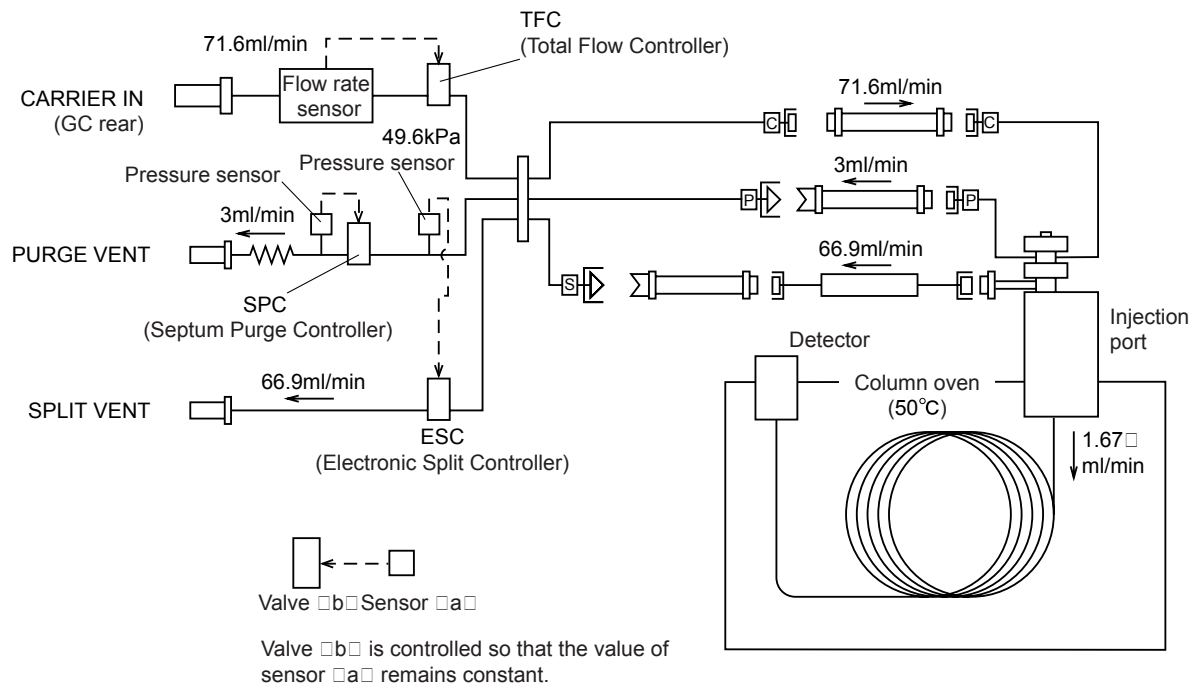 TFC
(Total Flow Controller)
71.6ml/min
Flow rate
sensor
CARRIER IN
(GC rear)
71.6ml/min
C
C
49.6kPa
Pressure sensor
Pressure sensor
3ml/min
3ml/min
P
P
PURGE VENT
SPC
(Septum Purge Controller)
66.9ml/min
S
Injection
port
Detector
Column oven
(50℃)
66.9ml/min
SPLIT VENT
ESC
(Electronic Split Controller)
1.67□
ml/min
Valve □b□ Sensor □a□
Valve □b□ is controlled so that the value of
sensor □a□ remains constant.